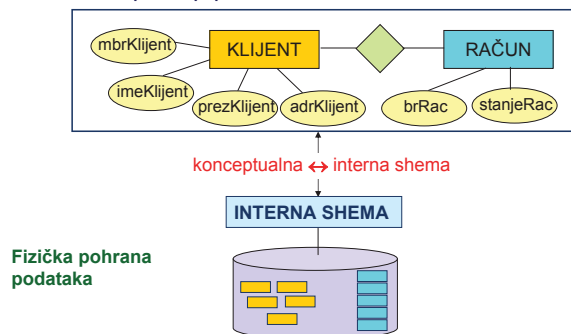 KLIJENT
RAČUN
mbrKlijent
imeKlijent
prezKlijent
adrKlijent
brRac
stanjeRac
konceptualna ↔ interna shema
INTERNA SHEMA
Fizička pohrana
podataka